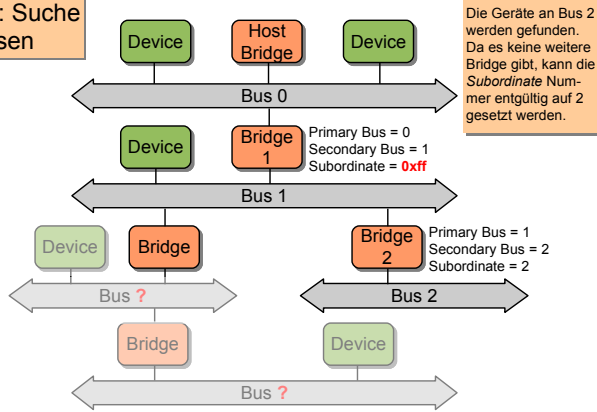 : Suche
sen
Die Geräte an Bus 2
werden gefunden.
Da es keine weitere
Bridge gibt, kann die
Subordinate Num-
mer entgültig auf 2
gesetzt werden.
Device
Host
Bridge
Device
Bus 0
Device
Bridge
1
Primary Bus = 0
Secondary Bus = 1
Subordinate = 0xff
Bus 1
Device
Bridge
Bridge
2
Primary Bus = 1
Secondary Bus = 2
Subordinate = 2
Bus ?
Bus 2
Bridge
Device
Bus ?